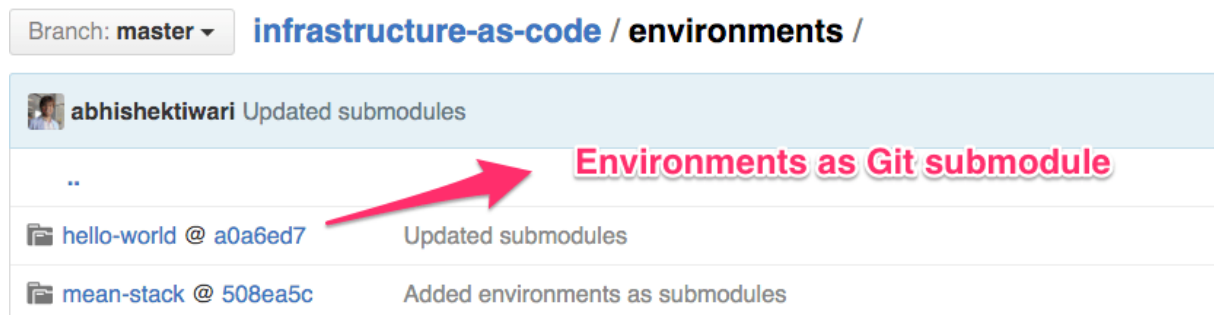 Branch: master infrastructure-as-code / environments /
abhishektiwari Updated submodules
Environments as Git submodule
..
hello-world @ a0a6ed7 Updated submodules
mean-stack @ 508ea5c Added environments as submodules